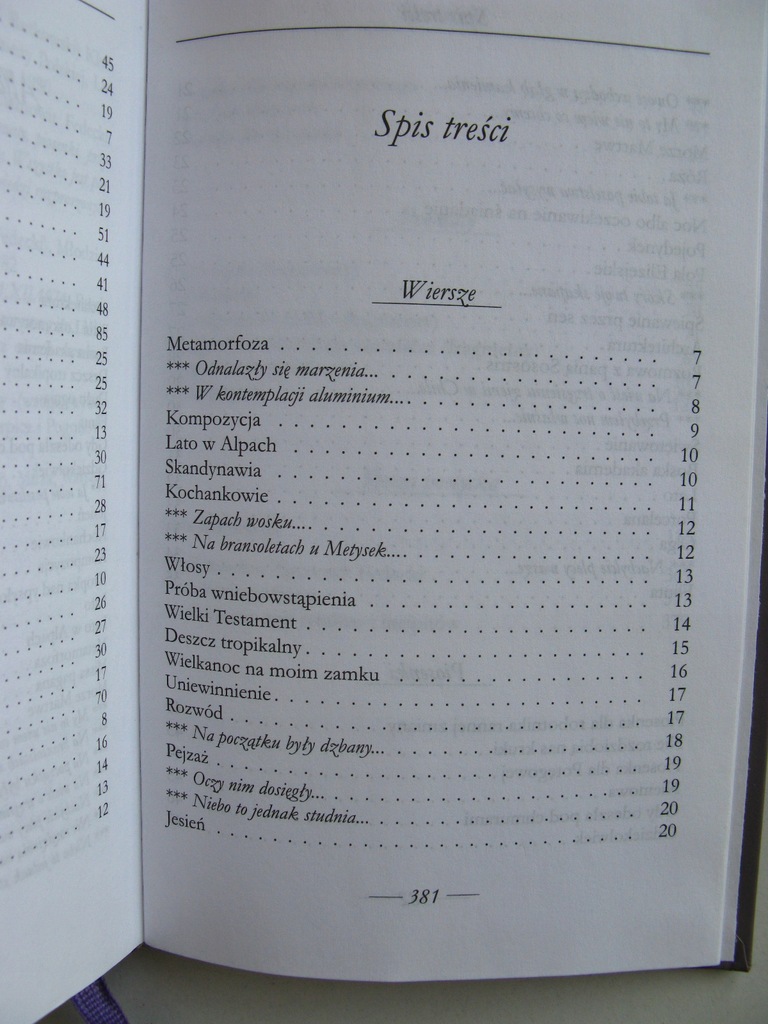 45
24
19
7
33
21
19
51
44
41
48
85
25
25
32
13
30
71
28
17
23
10
26
27
30
17
70
8
16
14
13
12
Spis treści
Wiersze
Metamorfoza . . . . . . . . . . . . . . . . . . . . . . . . 7
*** Odnalazły się marzenia... . . . . . . . . . . . . . . . . . 7
*** W kontemplacji aluminium... . . . . . . . . . . . . . . . . 8
Kompozycja . . . . . . . . . . . . . . . . . . . . . . . . 9
Lato w Alpach . . . . . . . . . . . . . . . . . . . . . . . 10
Skandynawia . . . . . . . . . . . . . . . . . . . . . . . 10
Kochankowie . . . . . . . . . . . . . . . . . . . . . . . 11
*** Zapach wosku... . . . . . . . . . . . . . . . . . . . . 12
*** Na bransoletach u Metysek... . . . . . . . . . . . . . . . 12
Włosy . . . . . . . . . . . . . . . . . . . . . . . . . . 13
Próba wniebowstąpienia . . . . . . . . . . . . . . . . . . 13
Wielki Testament . . . . . . . . . . . . . . . . . . . . . 14
Deszcz tropikalny . . . . . . . . . . . . . . . . . . . . . 15
Wielkanoc na moim zamku . . . . . . . . . . . . . . . . . 16
Uniewinnienie . . . . . . . . . . . . . . . . . . . . . . . 17
Rozwód . . . . . . . . . . . . . . . . . . . . . . . . . 17
*** Na początku były dzbany... . . . . . . . . . . . . . . . . 18
Pejzaż . . . . . . . . . . . . . . . . . . . . . . . . . . 19
*** Oczy nim dosięgły... . . . . . . . . . . . . . . . . . . . 19
*** Niebo to jednak studnia... . . . . . . . . . . . . . . . . . 20
Jesień . . . . . . . . . . . . . . . . . . . . . . . . . . 20
— 381 —